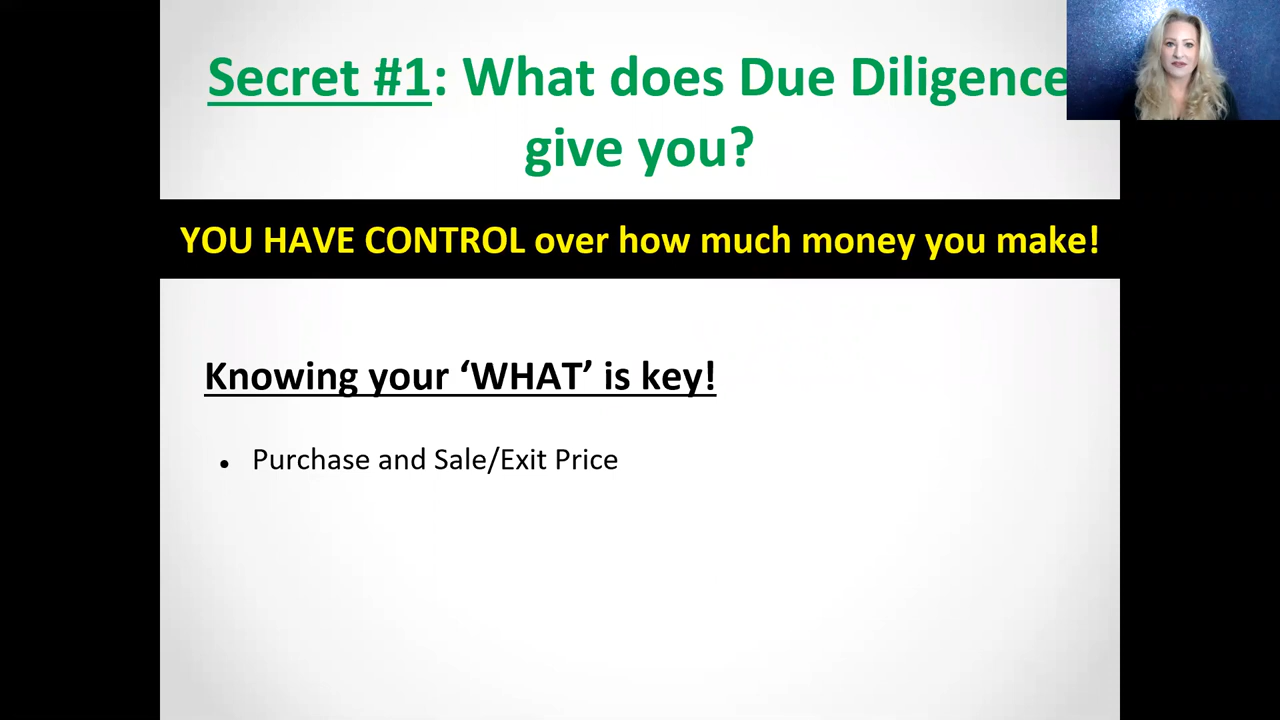 Secret #1: What does Due Diligence
give you?
YOU HAVE CONTROL over how much money you make!
Knowing your ‘WHAT’ is key!
● Purchase and Sale/Exit Price